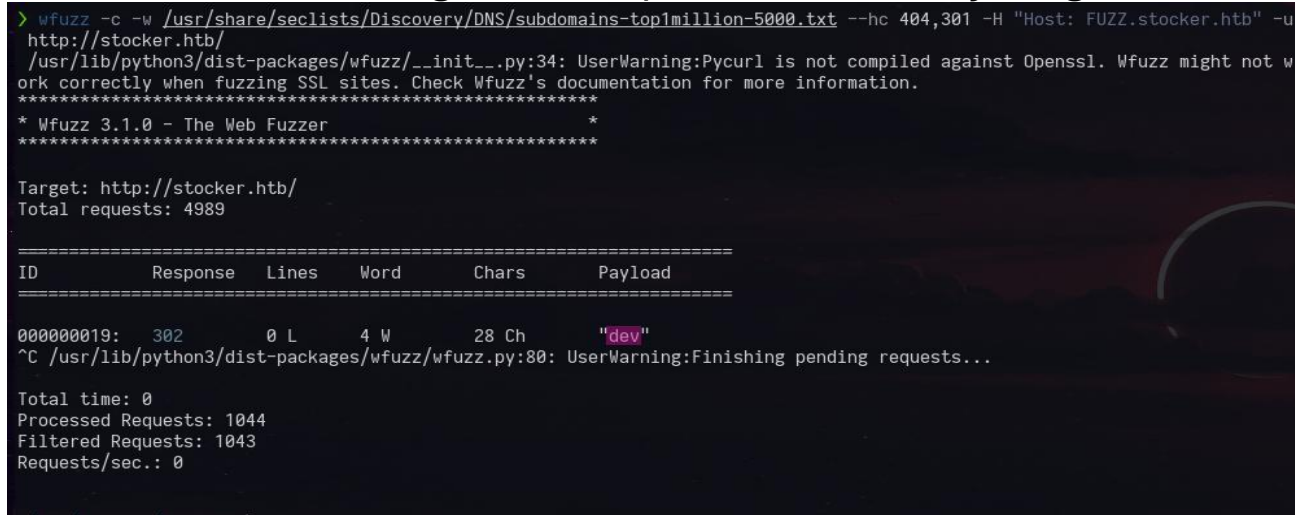 ❯ wfuzz -c -w /usr/share/seclists/Discovery/DNS/subdomains-top1million-5000.txt --hc 404,301 -H "Host: FUZZ.stocker.htb" -u
http://stocker.htb/
/usr/lib/python3/dist-packages/wfuzz/__init__.py:34: UserWarning:Pycurl is not compiled against Openssl. Wfuzz might not w
ork correctly when fuzzing SSL sites. Check Wfuzz's documentation for more information.
********************************************************
* Wfuzz 3.1.0 - The Web Fuzzer                         *
********************************************************
Target: http://stocker.htb/
Total requests: 4989
=====================================================================
ID           Response   Lines    Word       Chars       Payload
=====================================================================
000000019:   302        0 L      4 W        28 Ch       "dev"
^C /usr/lib/python3/dist-packages/wfuzz/wfuzz.py:80: UserWarning:Finishing pending requests...
Total time: 0
Processed Requests: 1044
Filtered Requests: 1043
Requests/sec.: 0